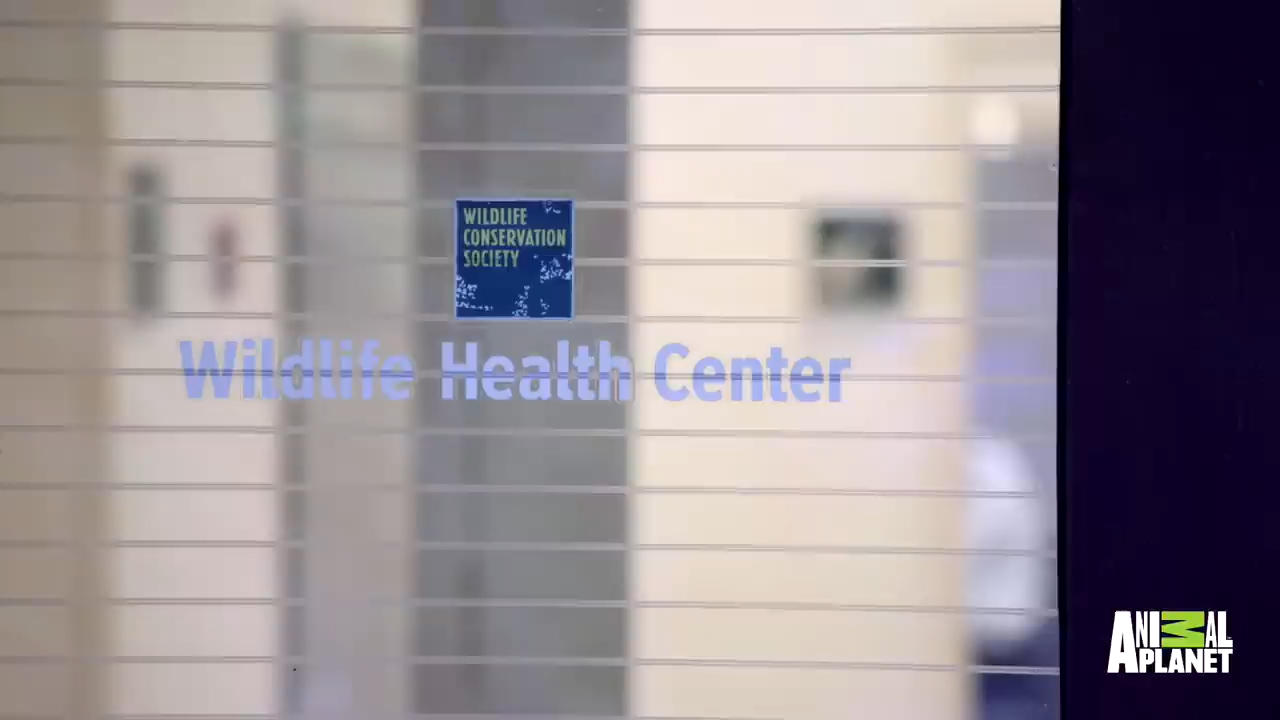 WILDLIFE
CONSERVATION
SOCIETY
Wildlife Health Center
ANIMAL
PLANET